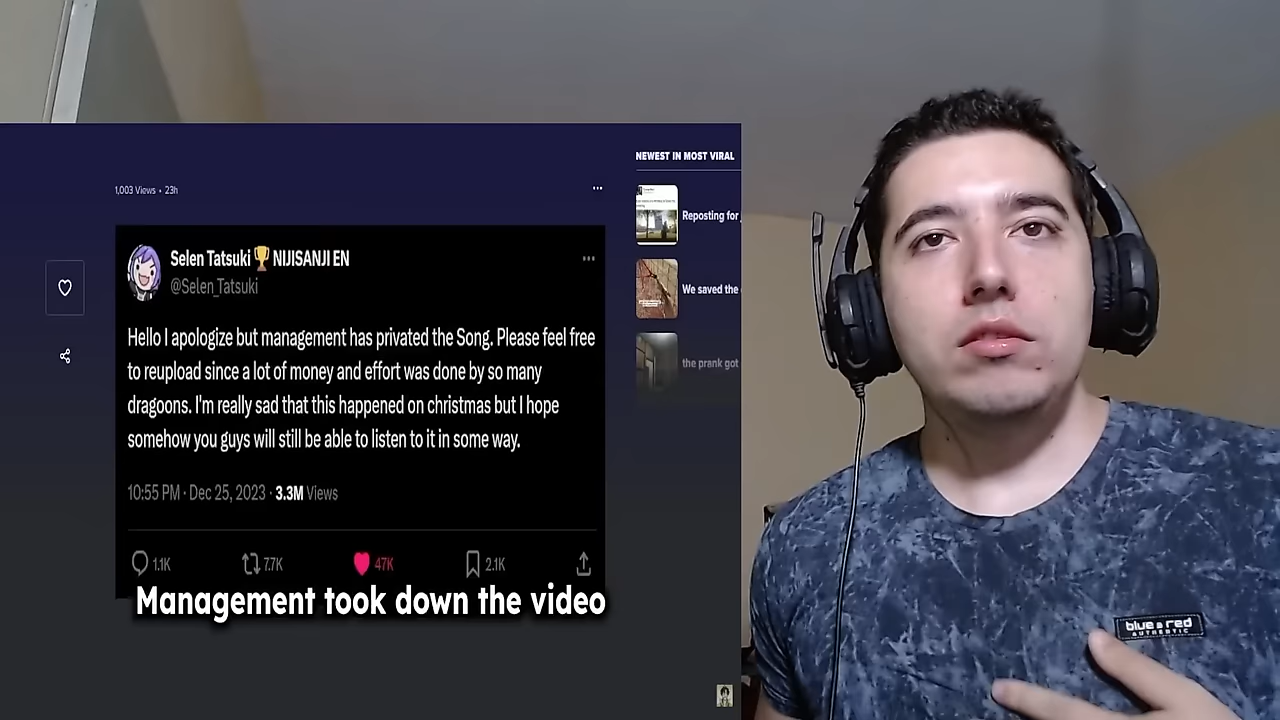 NEWEST IN MOST VIRAL
1,003 Views • 23h
•••
Reposting for
We saved the
the prank got
Selen Tatsuki🏆 NIJISANJI EN
@Selen_Tatsuki
Hello I apologize but management has privated the Song. Please feel free
to reupload since a lot of money and effort was done by so many
dragoons. I'm really sad that this happened on christmas but I hope
somehow you guys will still be able to listen to it in some way.
10:55 PM · Dec 25, 2023 · 3.3M Views
1.1K 7.7K 47K 2.1K
Management took down the video
blue a red
AUTHENTIC